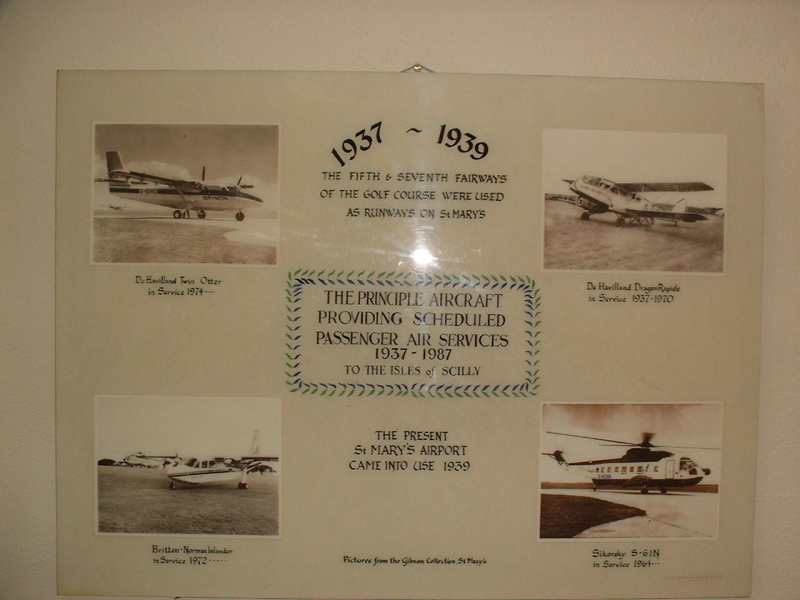 1937 ~ 1939
THE FIFTH & SEVENTH FAIRWAYS
OF THE GOLF COURSE WERE USED
AS RUNWAYS ON St MARY'S
BRYMON
De Havilland Twin Otter
in Service 1974----
De Havilland Dragon Rapide
in Service 1937-1970
THE PRINCIPLE AIRCRAFT
PROVIDING SCHEDULED
PASSENGER AIR SERVICES
1937 - 1987
TO THE ISLES of SCILLY
THE PRESENT
St MARY'S AIRPORT
CAME INTO USE 1939
Britten-Norman Islander
in Service 1972-----
Sikorsky S-61N
in Service 1964---
Pictures from the Gibson Collection, St Mary's